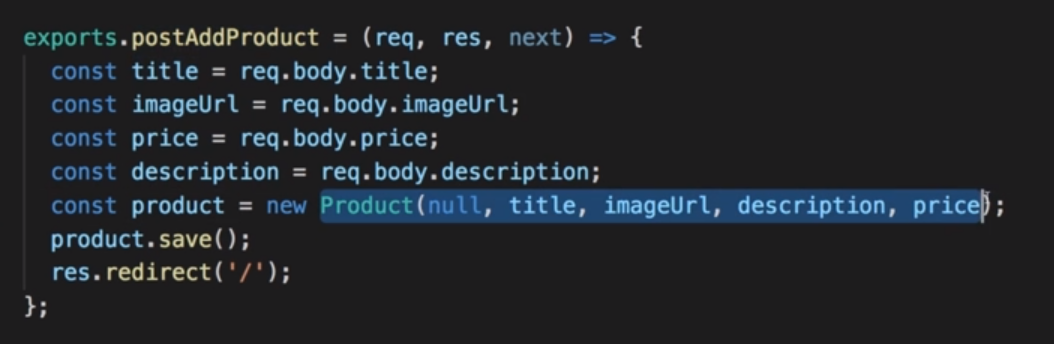 exports.postAddProduct = (req, res, next) => {
  const title = req.body.title;
  const imageUrl = req.body.imageUrl;
  const price = req.body.price;
  const description = req.body.description;
  const product = new Product(null, title, imageUrl, description, price);
  product.save();
  res.redirect('/');
};